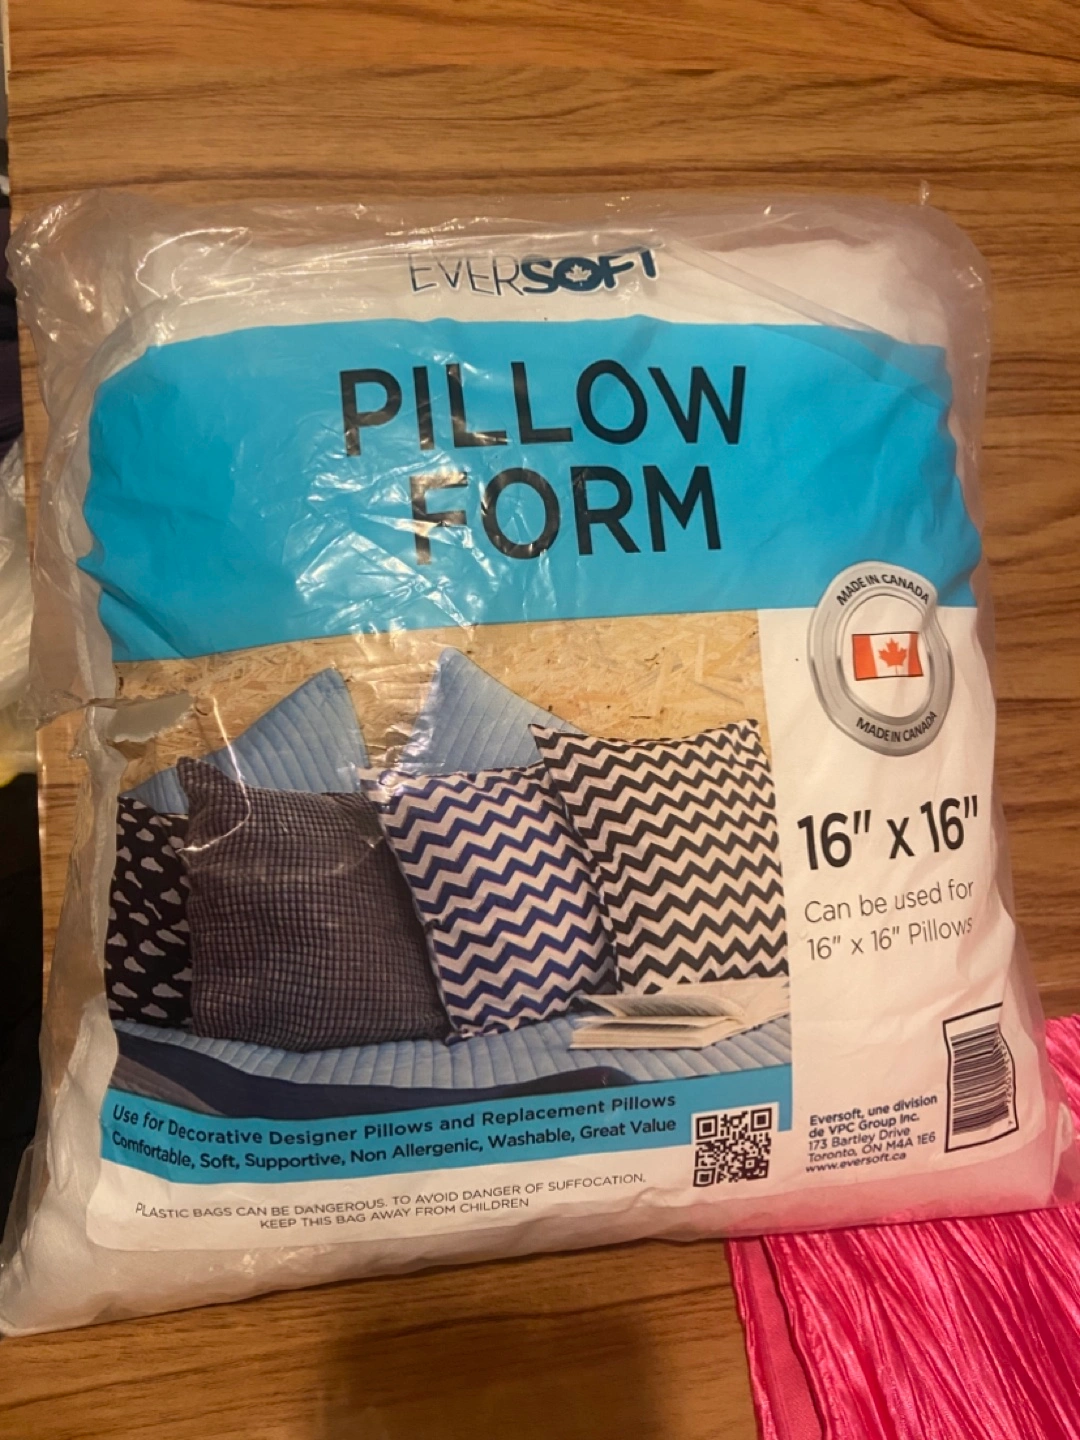 EVERSOFT
PILLOW
FORM
MADE IN CANADA
MADE IN CANADA
16" x 16"
Can be used for
16" x 16" Pillows
Use for Decorative Designer Pillows and Replacement Pillows
Comfortable, Soft, Supportive, Non Allergenic, Washable, Great Value
PLASTIC BAGS CAN BE DANGEROUS. TO AVOID DANGER OF SUFFOCATION,
KEEP THIS BAG AWAY FROM CHILDREN
Eversoft, une division
de VPC Group Inc.
173 Bartley Drive
Toronto, ON M4A 1E6
www.eversoft.ca